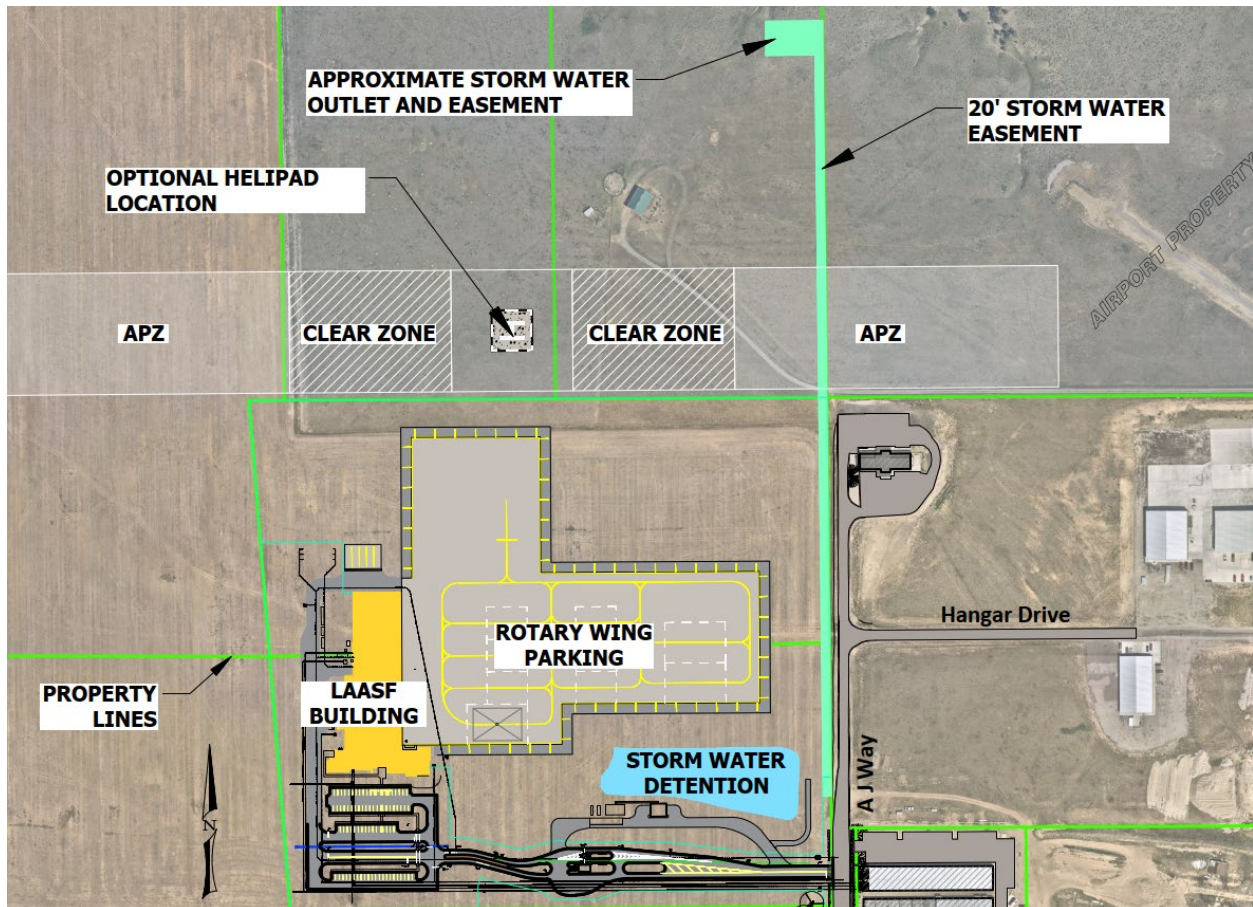 APPROXIMATE STORM WATER
OUTLET AND EASEMENT
20' STORM WATER
EASEMENT
OPTIONAL HELIPAD
LOCATION
AIRPORT PROPERTY
APZ
CLEAR ZONE
CLEAR ZONE
APZ
Hangar Drive
ROTARY WING
PARKING
PROPERTY
LINES
LAASF
BUILDING
STORM WATER
DETENTION
A J Way
N